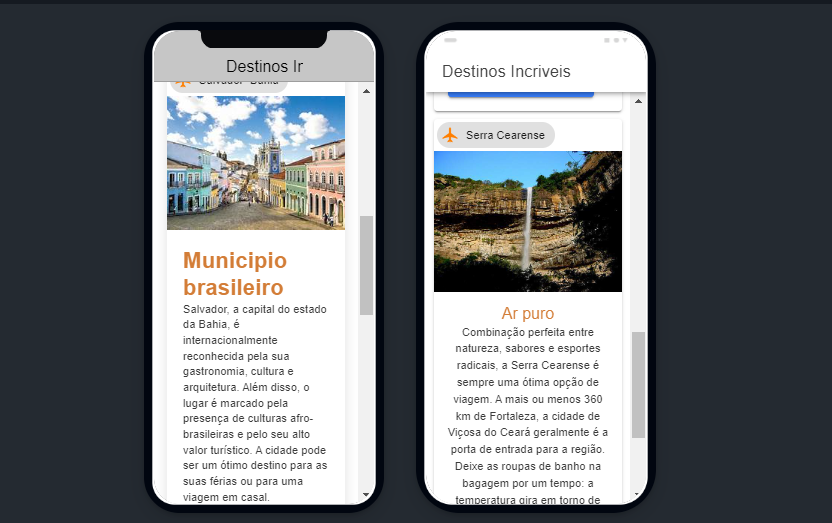 Destinos Ir
Salvador- Bahia
Municipio
brasileiro
Salvador, a capital do estado
da Bahia, é
internacionalmente
reconhecida pela sua
gastronomia, cultura e
arquitetura. Além disso, o
lugar é marcado pela
presença de culturas afro-
brasileiras e pelo seu alto
valor turístico. A cidade pode
ser um ótimo destino para as
suas férias ou para uma
viagem em casal.
Destinos Incriveis
Serra Cearense
Ar puro
Combinação perfeita entre
natureza, sabores e esportes
radicais, a Serra Cearense é
sempre uma ótima opção de
viagem. A mais ou menos 360
km de Fortaleza, a cidade de
Viçosa do Ceará geralmente é a
porta de entrada para a região.
Deixe as roupas de banho na
bagagem por um tempo: a
temperatura gira em torno de